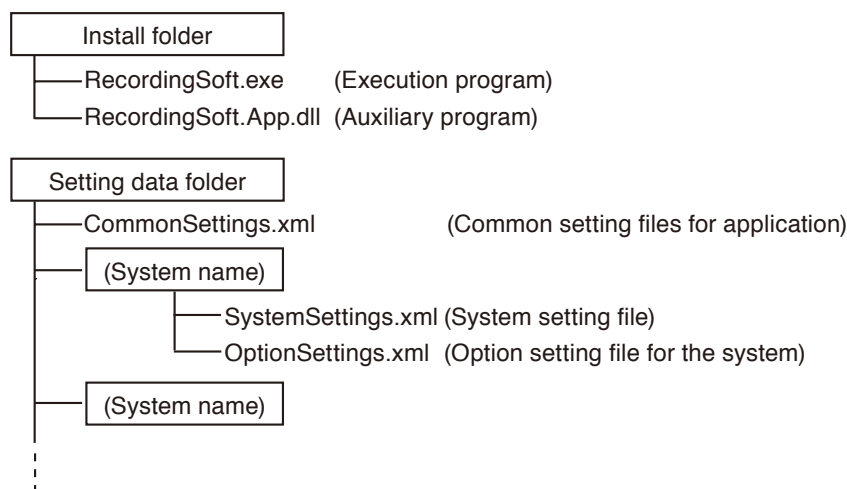 Install folder
RecordingSoft.exe (Execution program)
RecordingSoft.App.dll (Auxiliary program)
Setting data folder
CommonSettings.xml (Common setting files for application)
(System name)
SystemSettings.xml (System setting file)
OptionSettings.xml (Option setting file for the system)
(System name)